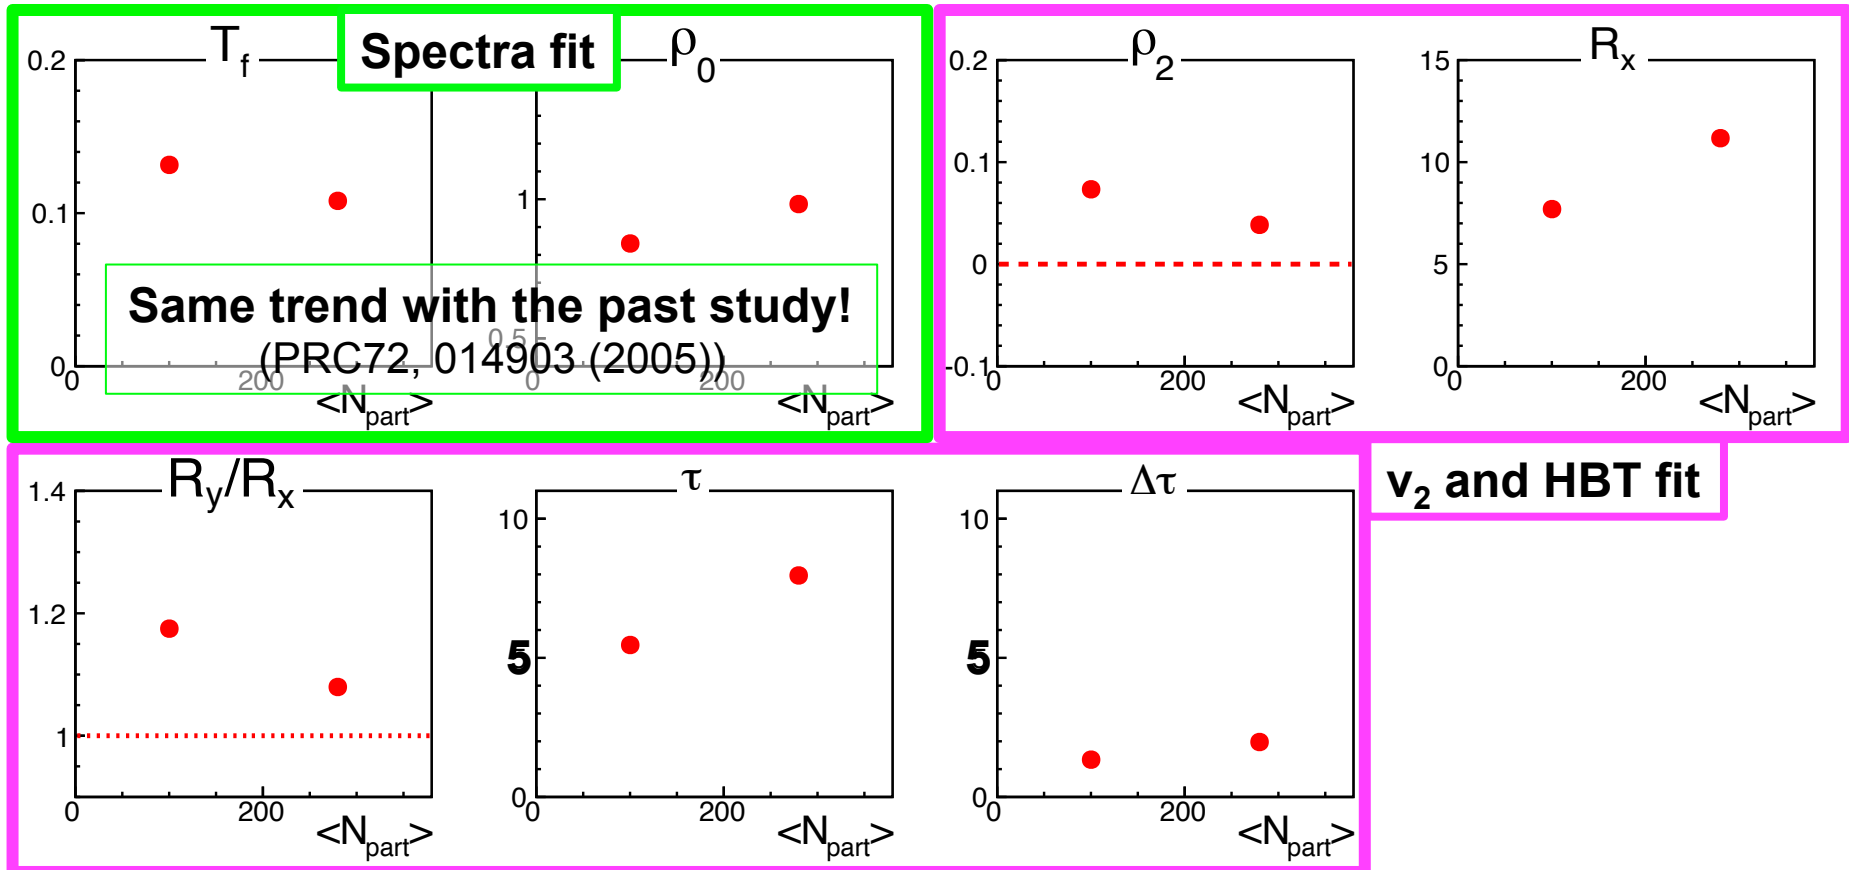 Spectra fit
T_f
0.2
0.1
0
0
200
<N_part>
ρ_0
1
0.5
0
200
<N_part>
Same trend with the past study!
(PRC72, 014903 (2005))
ρ_2
0.2
0.1
0
-0.1
0
200
<N_part>
R_x
15
10
5
0
0
200
<N_part>
v_2 and HBT fit
R_y/R_x
1.4
1.2
1
0
200
<N_part>
τ
10
5
0
0
200
<N_part>
Δτ
10
5
0
0
200
<N_part>